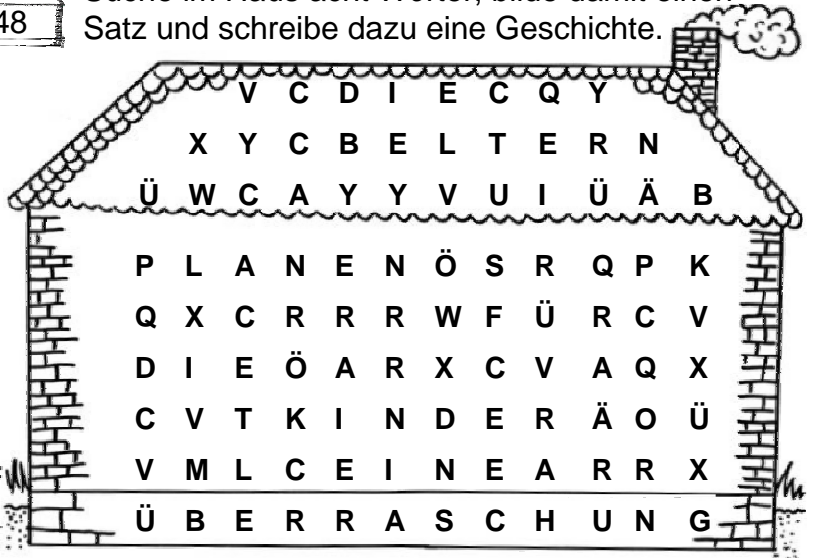 48
Suche im Haus acht Wörter, bilde damit einen
Satz und schreibe dazu eine Geschichte.
V C D I E C Q Y
X Y C B E L T E R N
Ü W C A Y Y V U I Ü Ä B
P L A N E N Ö S R Q P K
Q X C R R R W F Ü R C V
D I E Ö A R X C V A Q X
C V T K I N D E R Ä O Ü
V M L C E I N E A R R X
Ü B E R R A S C H U N G